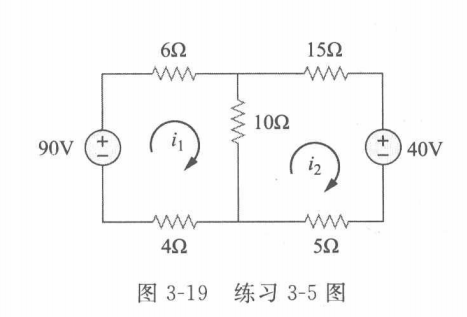 6Ω 15Ω
10Ω
90V + − i₁ i₂ + − 40V
4Ω 5Ω
图 3-19 练习 3-5 图